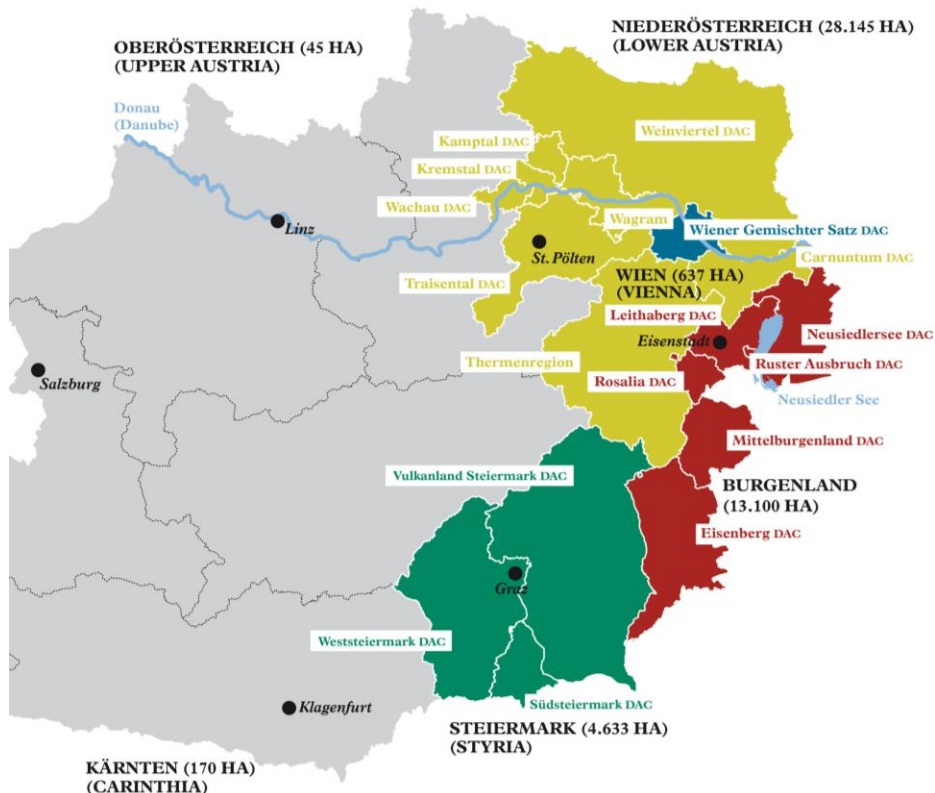 NIEDERÖSTERREICH (28.145 HA)
(LOWER AUSTRIA)
OBERÖSTERREICH (45 HA)
(UPPER AUSTRIA)
Donau
(Danube)
Weinviertel DAC
Kamptal DAC
Kremstal DAC
Wachau DAC
Wagram
Linz
Wiener Gemischter Satz DAC
St. Pölten
Carnuntum DAC
WIEN (637 HA)
(VIENNA)
Traisental DAC
Leithaberg DAC
Eisenstadt
Neusiedlersee DAC
Thermenregion
Ruster Ausbruch DAC
Salzburg
Rosalia DAC
Neusiedler See
Mittelburgenland DAC
Vulkanland Steiermark DAC
BURGENLAND
(13.100 HA)
Eisenberg DAC
Graz
Weststeiermark DAC
Südsteiermark DAC
Klagenfurt
STEIERMARK (4.633 HA)
(STYRIA)
KÄRNTEN (170 HA)
(CARINTHIA)